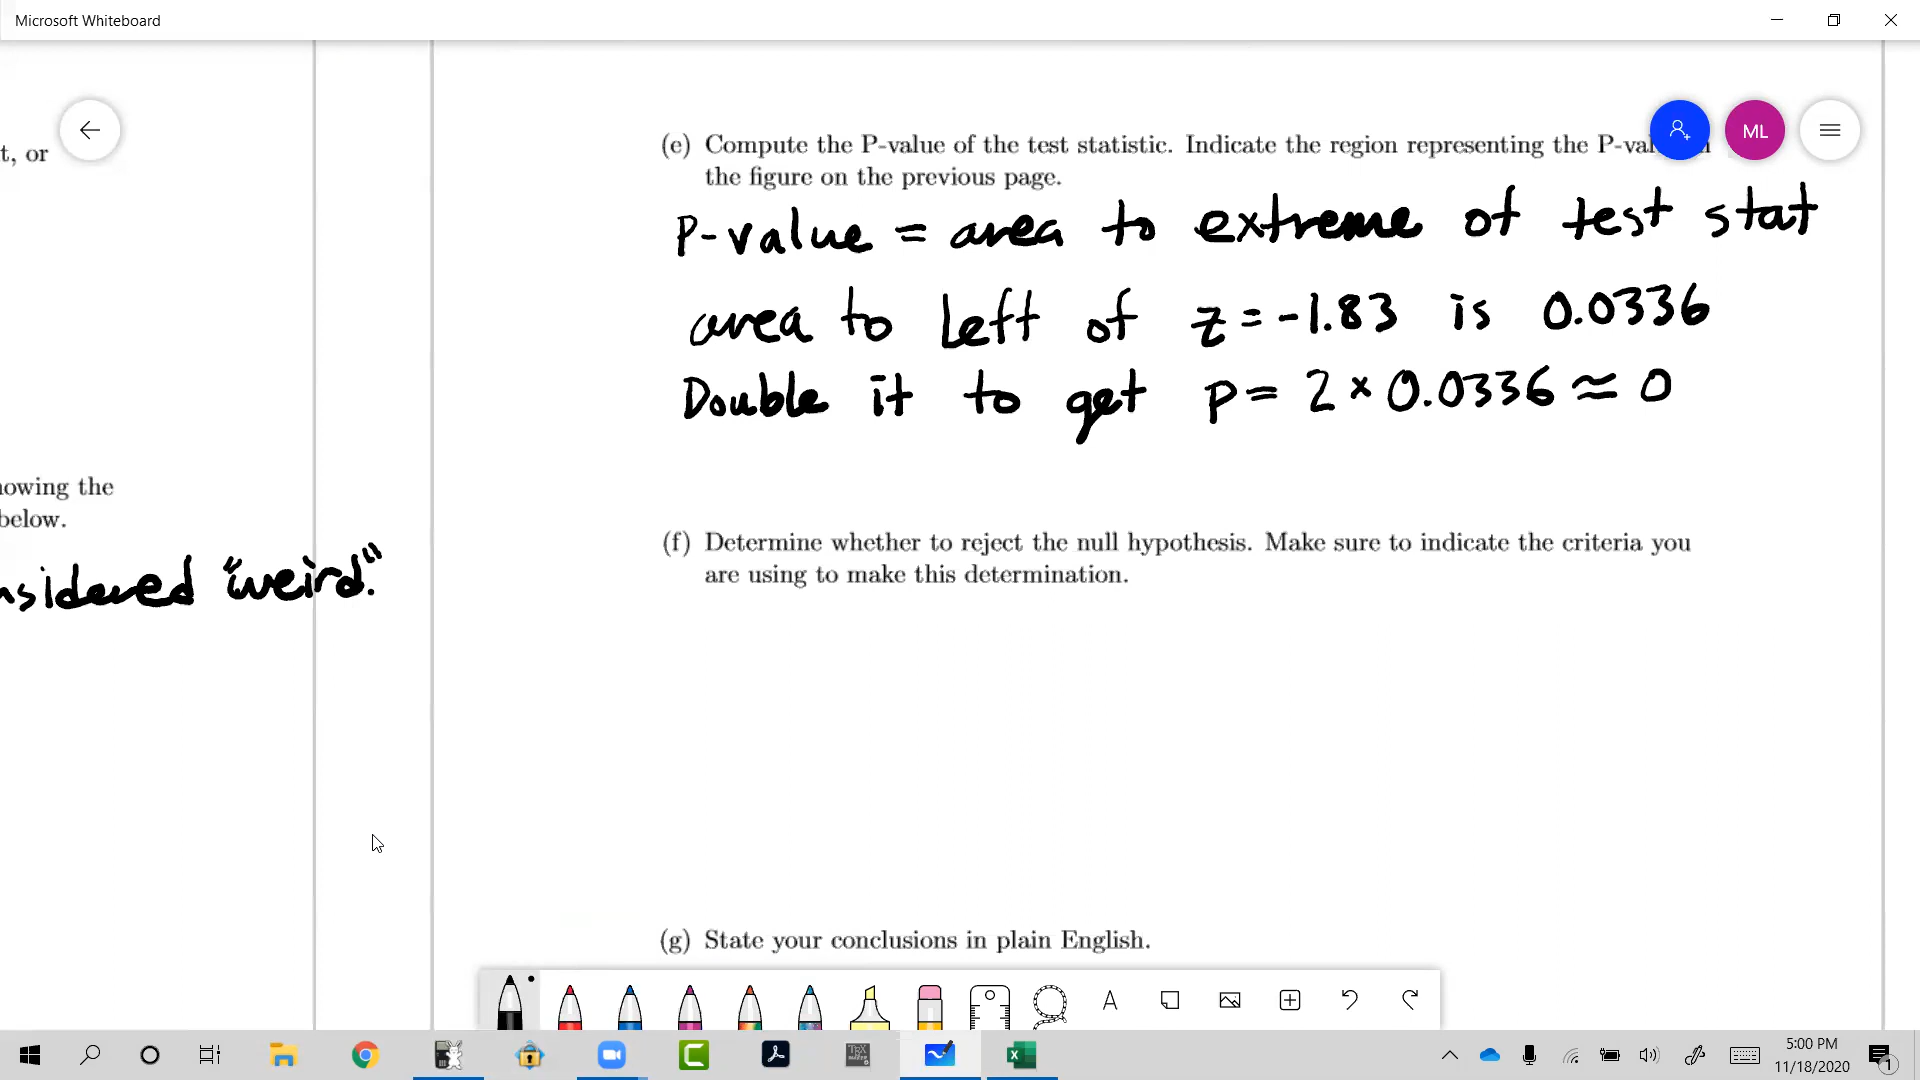 Microsoft Whiteboard
t, or
ML
(e) Compute the P-value of the test statistic. Indicate the region representing the P-val
the figure on the previous page.
P-value = area to extreme of test stat
area to left of z = -1.83 is 0.0336
Double it to get p = 2 × 0.0336 ≈ 0
owing the
below.
nsidered "weird."
(f) Determine whether to reject the null hypothesis. Make sure to indicate the criteria you
are using to make this determination.
(g) State your conclusions in plain English.
A
5:00 PM
11/18/2020
1